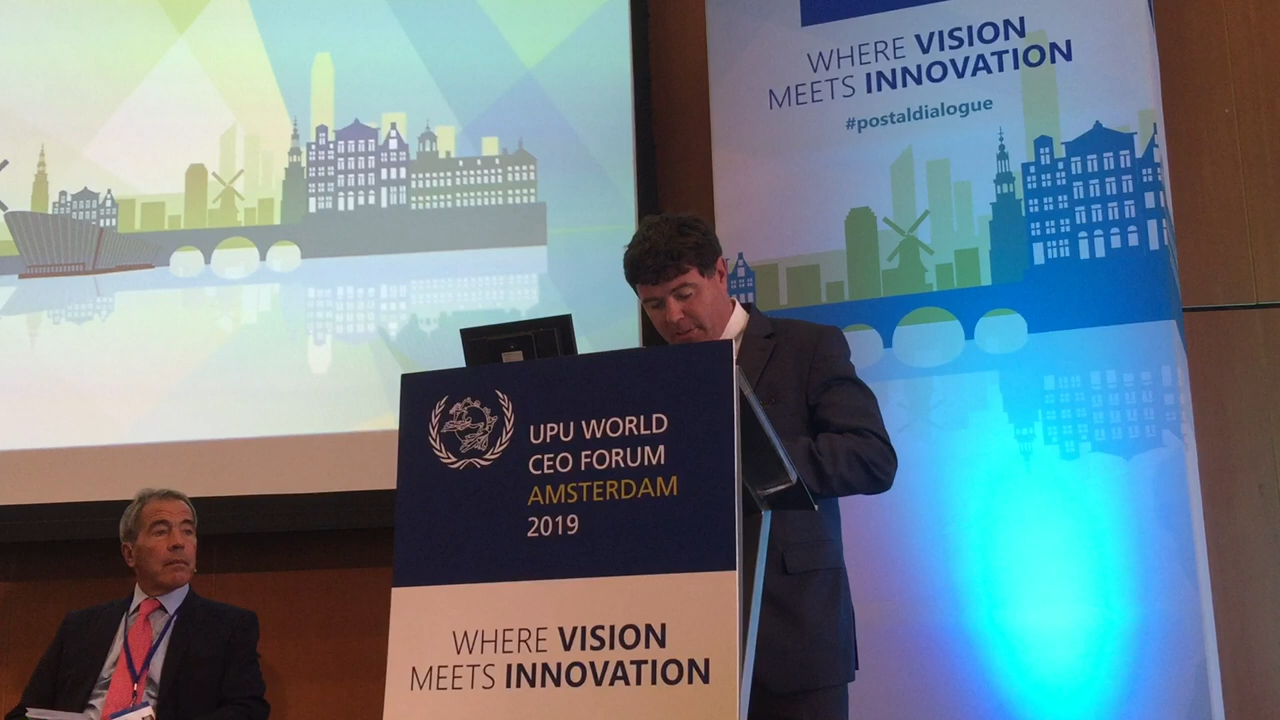 WHERE VISION
MEETS INNOVATION
#postaldialogue
UPU WORLD
CEO FORUM
AMSTERDAM
2019
WHERE VISION
MEETS INNOVATION